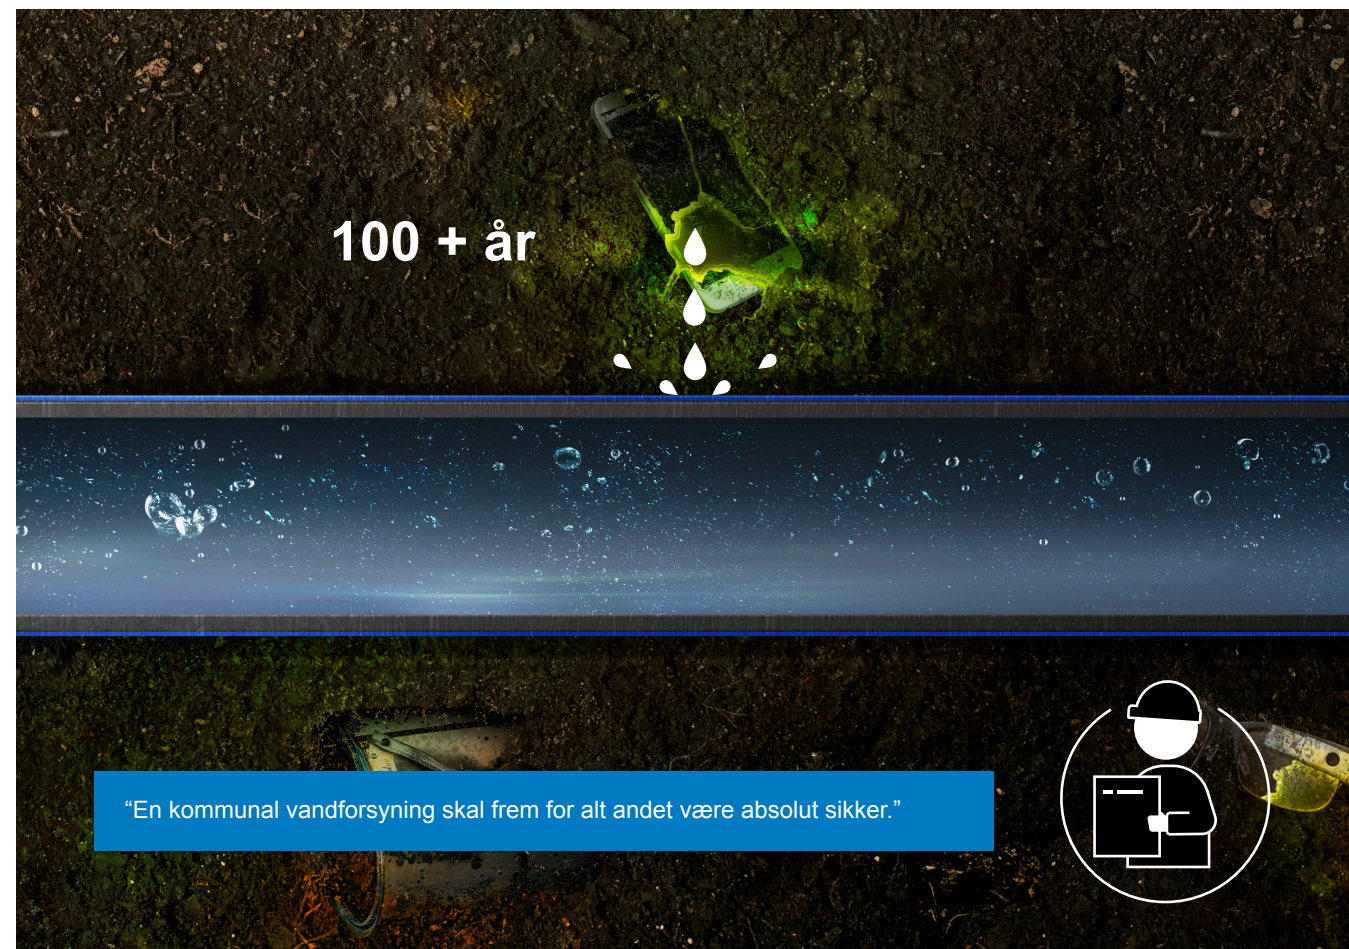 100 + år
“En kommunal vandforsyning skal frem for alt andet være absolut sikker.”